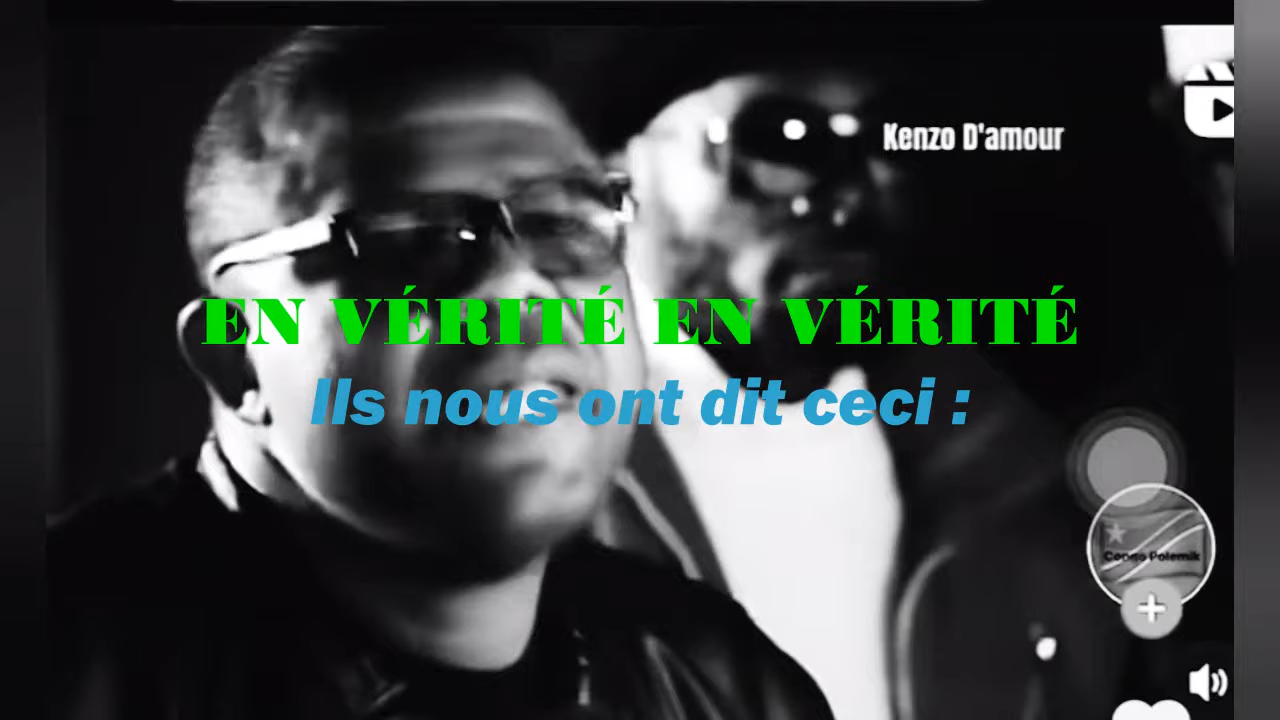 Kenzo D'amour
EN VÉRITÉ EN VÉRITÉ
Ils nous ont dit ceci :
Congo Polemik